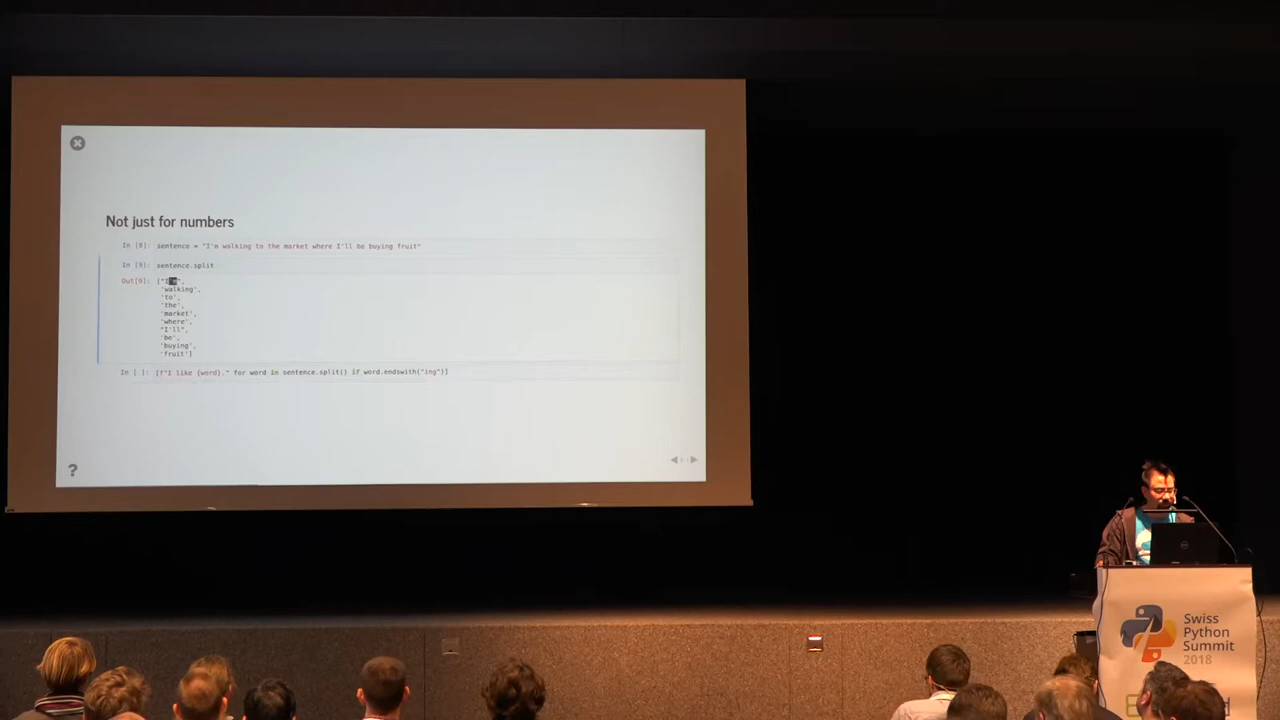 Not just for numbers
In [8]: sentence = "I'm walking to the market where I'll be buying fruit"
In [9]: sentence.split
Out[9]: ["I'm",
'walking',
'to',
'the',
'market',
'where',
"I'll",
'be',
'buying',
'fruit']
In [ ]: [f"I like {word}." for word in sentence.split() if word.endswith("ing")]
?
Swiss
Python
Summit
2018